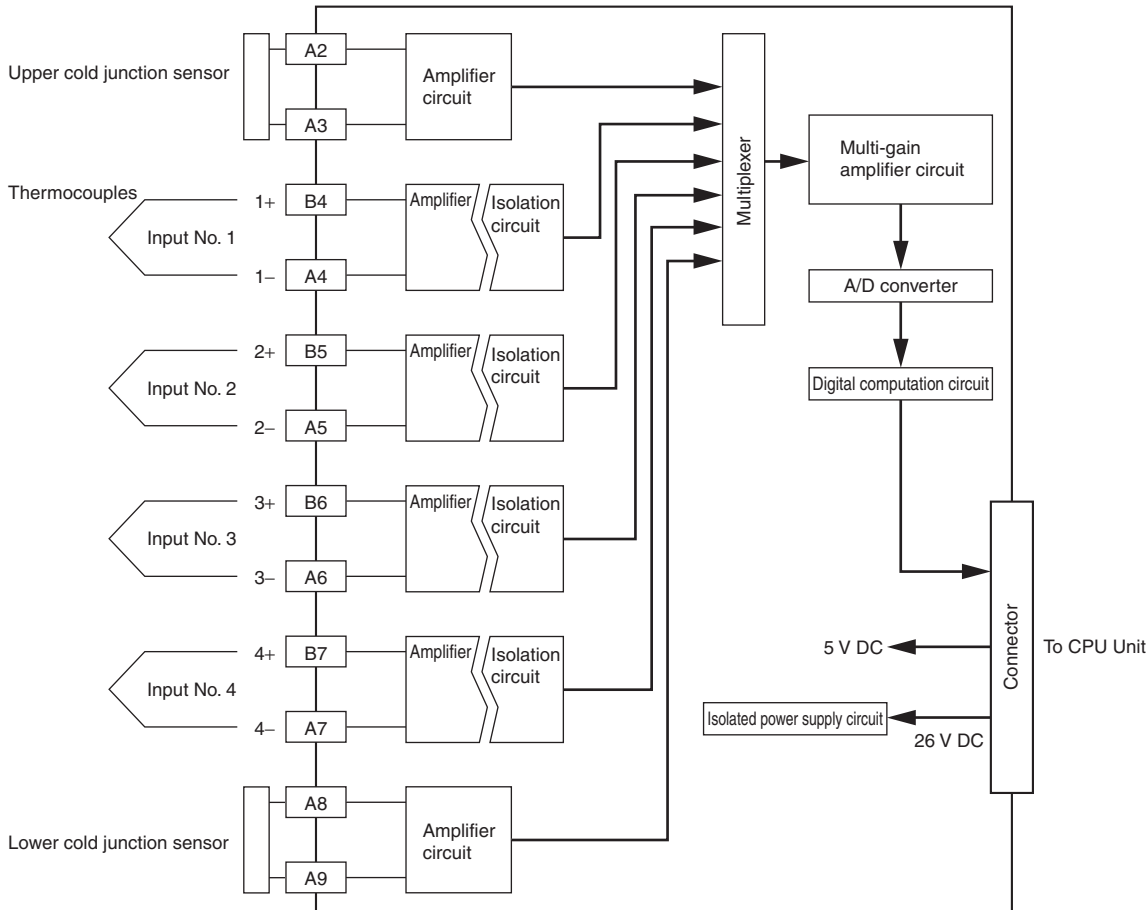 Upper cold junction sensor
A2
A3
Amplifier
circuit
Thermocouples
1+
B4
Input No. 1
1−
A4
Amplifier
Isolation
circuit
2+
B5
Input No. 2
2−
A5
Amplifier
Isolation
circuit
3+
B6
Input No. 3
3−
A6
Amplifier
Isolation
circuit
4+
B7
Input No. 4
4−
A7
Amplifier
Isolation
circuit
Lower cold junction sensor
A8
A9
Amplifier
circuit
Multiplexer
Multi-gain
amplifier circuit
A/D converter
Digital computation circuit
Connector
To CPU Unit
5 V DC
Isolated power supply circuit
26 V DC